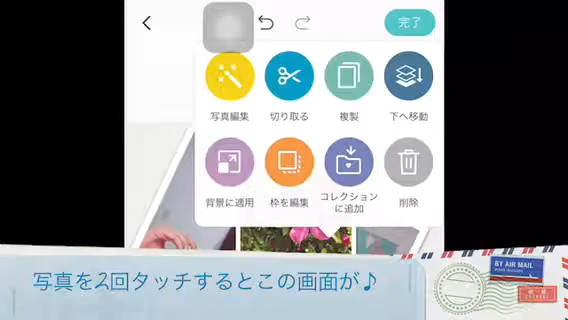 完了
写真編集
切り取る
複製
下へ移動
背景に適用
枠を編集
コレクション
に追加
削除
写真を2回タッチするとこの画面が♪
BY AIR MAIL